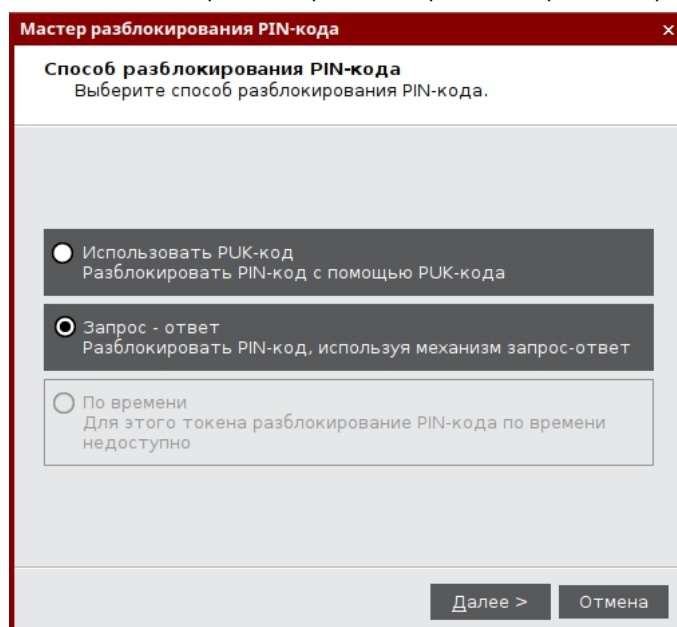 Мастер разблокирования PIN-кода
Способ разблокирования PIN-кода
Выберите способ разблокирования PIN-кода.
Использовать PUK-код
Разблокировать PIN-код с помощью PUK-кода
Запрос - ответ
Разблокировать PIN-код, используя механизм запрос-ответ
По времени
Для этого токена разблокирование PIN-кода по времени
недоступно
Далее >
Отмена